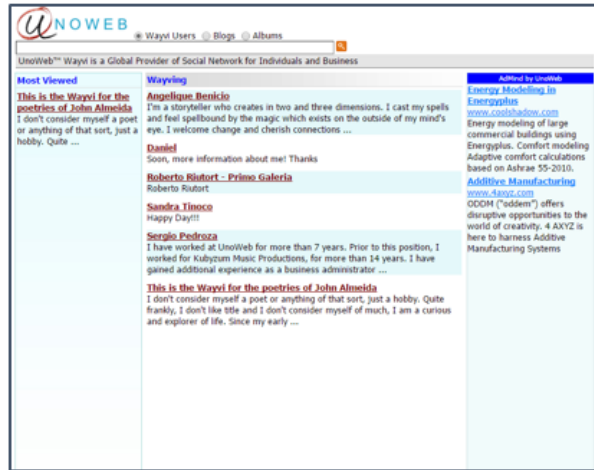 UNOWEB
Wayvi Users Blogs Albums
UnoWeb™ Wayvi is a Global Provider of Social Network for Individuals and Business
Most Viewed
This is the Wayvi for the
poetries of John Almeida
I don't consider myself a poet
or anything of that sort, just a
hobby. Quite ...
Wayving
Angelique Benicio
I'm a storyteller who creates in two and three dimensions. I cast my spells
and feel spellbound by the magic which exists on the outside of my mind's
eye. I welcome change and cherish connections ...
Daniel
Soon, more information about me! Thanks
Roberto Riutort - Primo Galeria
Roberto Riutort
Sandra Tinoco
Happy Day!!!
Sergio Pedroza
I have worked at UnoWeb for more than 7 years. Prior to this position, I
worked for Kubyzum Music Productions, for more than 14 years. I have
gained additional experience as a business administrator ...
This is the Wayvi for the poetries of John Almeida
I don't consider myself a poet or anything of that sort, just a hobby. Quite
frankly, I don't like title and I don't consider myself of much, I am a curious
and explorer of life. Since my early ...
AdMind by UnoWeb
Energy Modeling in
Energyplus
www.coolshadow.com
Energy modeling of large
commercial buildings using
Energyplus. Comfort modeling
Adaptive comfort calculations
based on Ashrae 55-2010.
Additive Manufacturing
www.4axyz.com
ODDM ("oddem") offers
disruptive opportunities to the
world of creativity. 4 AXYZ is
here to harness Additive
Manufacturing Systems